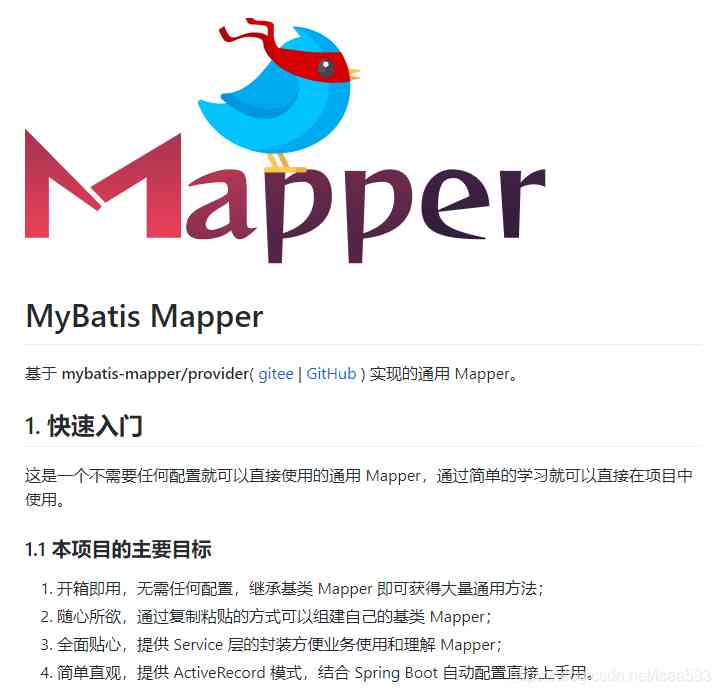 Mapper
MyBatis Mapper
基于 mybatis-mapper/provider( gitee | GitHub ) 实现的通用 Mapper。
1. 快速入门
这是一个不需要任何配置就可以直接使用的通用 Mapper，通过简单的学习就可以直接在项目中
使用。
1.1 本项目的主要目标
1. 开箱即用，无需任何配置，继承基类 Mapper 即可获得大量通用方法；
2. 随心所欲，通过复制粘贴的方式可以组建自己的基类 Mapper；
3. 全面贴心，提供 Service 层的封装方便业务使用和理解 Mapper；
4. 简单直观，提供 ActiveRecord 模式，结合 Spring Boot 自动配置直接上手用。